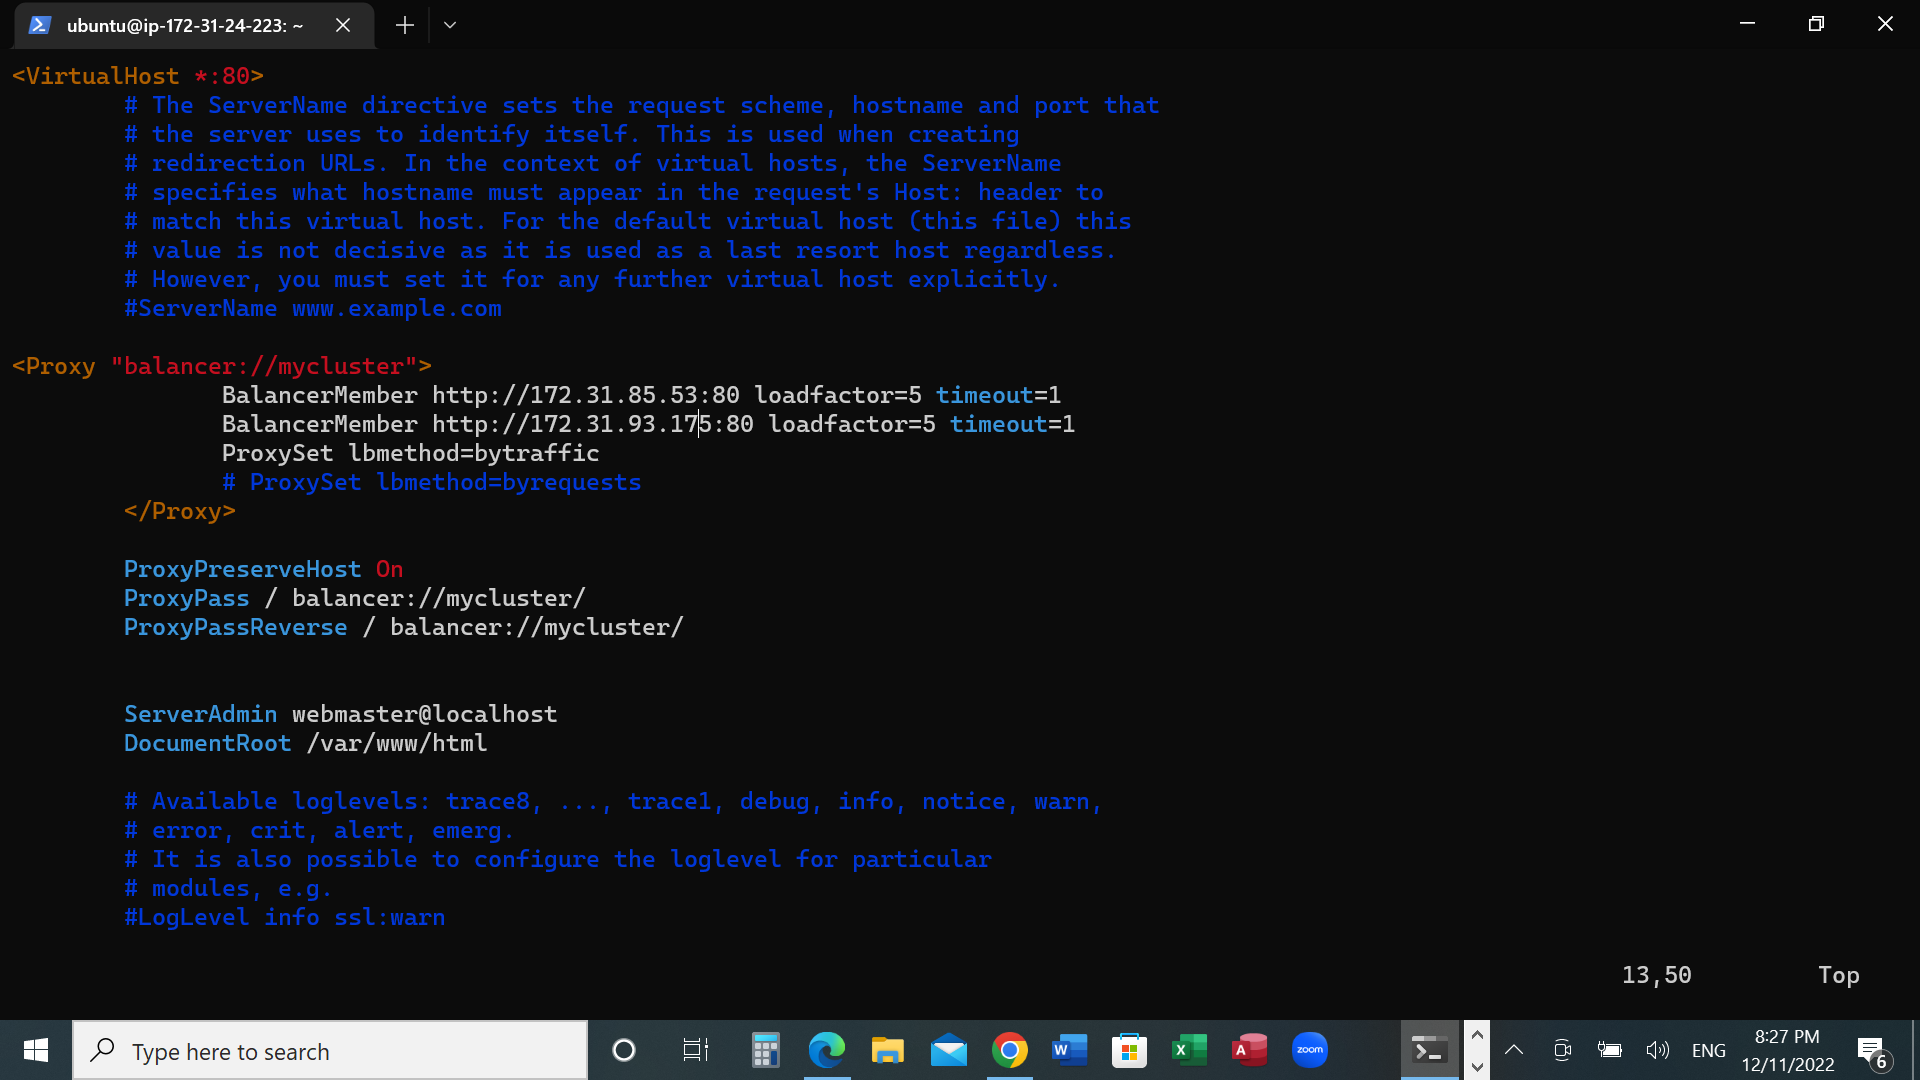 ubuntu@ip-172-31-24-223: ~
<VirtualHost *:80>
# The ServerName directive sets the request scheme, hostname and port that
# the server uses to identify itself. This is used when creating
# redirection URLs. In the context of virtual hosts, the ServerName
# specifies what hostname must appear in the request's Host: header to
# match this virtual host. For the default virtual host (this file) this
# value is not decisive as it is used as a last resort host regardless.
# However, you must set it for any further virtual host explicitly.
#ServerName www.example.com
<Proxy "balancer://mycluster">
BalancerMember http://172.31.85.53:80 loadfactor=5 timeout=1
BalancerMember http://172.31.93.175:80 loadfactor=5 timeout=1
ProxySet lbmethod=bytraffic
# ProxySet lbmethod=byrequests
</Proxy>
ProxyPreserveHost On
ProxyPass / balancer://mycluster/
ProxyPassReverse / balancer://mycluster/
ServerAdmin webmaster@localhost
DocumentRoot /var/www/html
# Available loglevels: trace8, ..., trace1, debug, info, notice, warn,
# error, crit, alert, emerg.
# It is also possible to configure the loglevel for particular
# modules, e.g.
#LogLevel info ssl:warn
13,50 Top
Type here to search
W
X
A
zoom
ENG
8:27 PM
12/11/2022
6